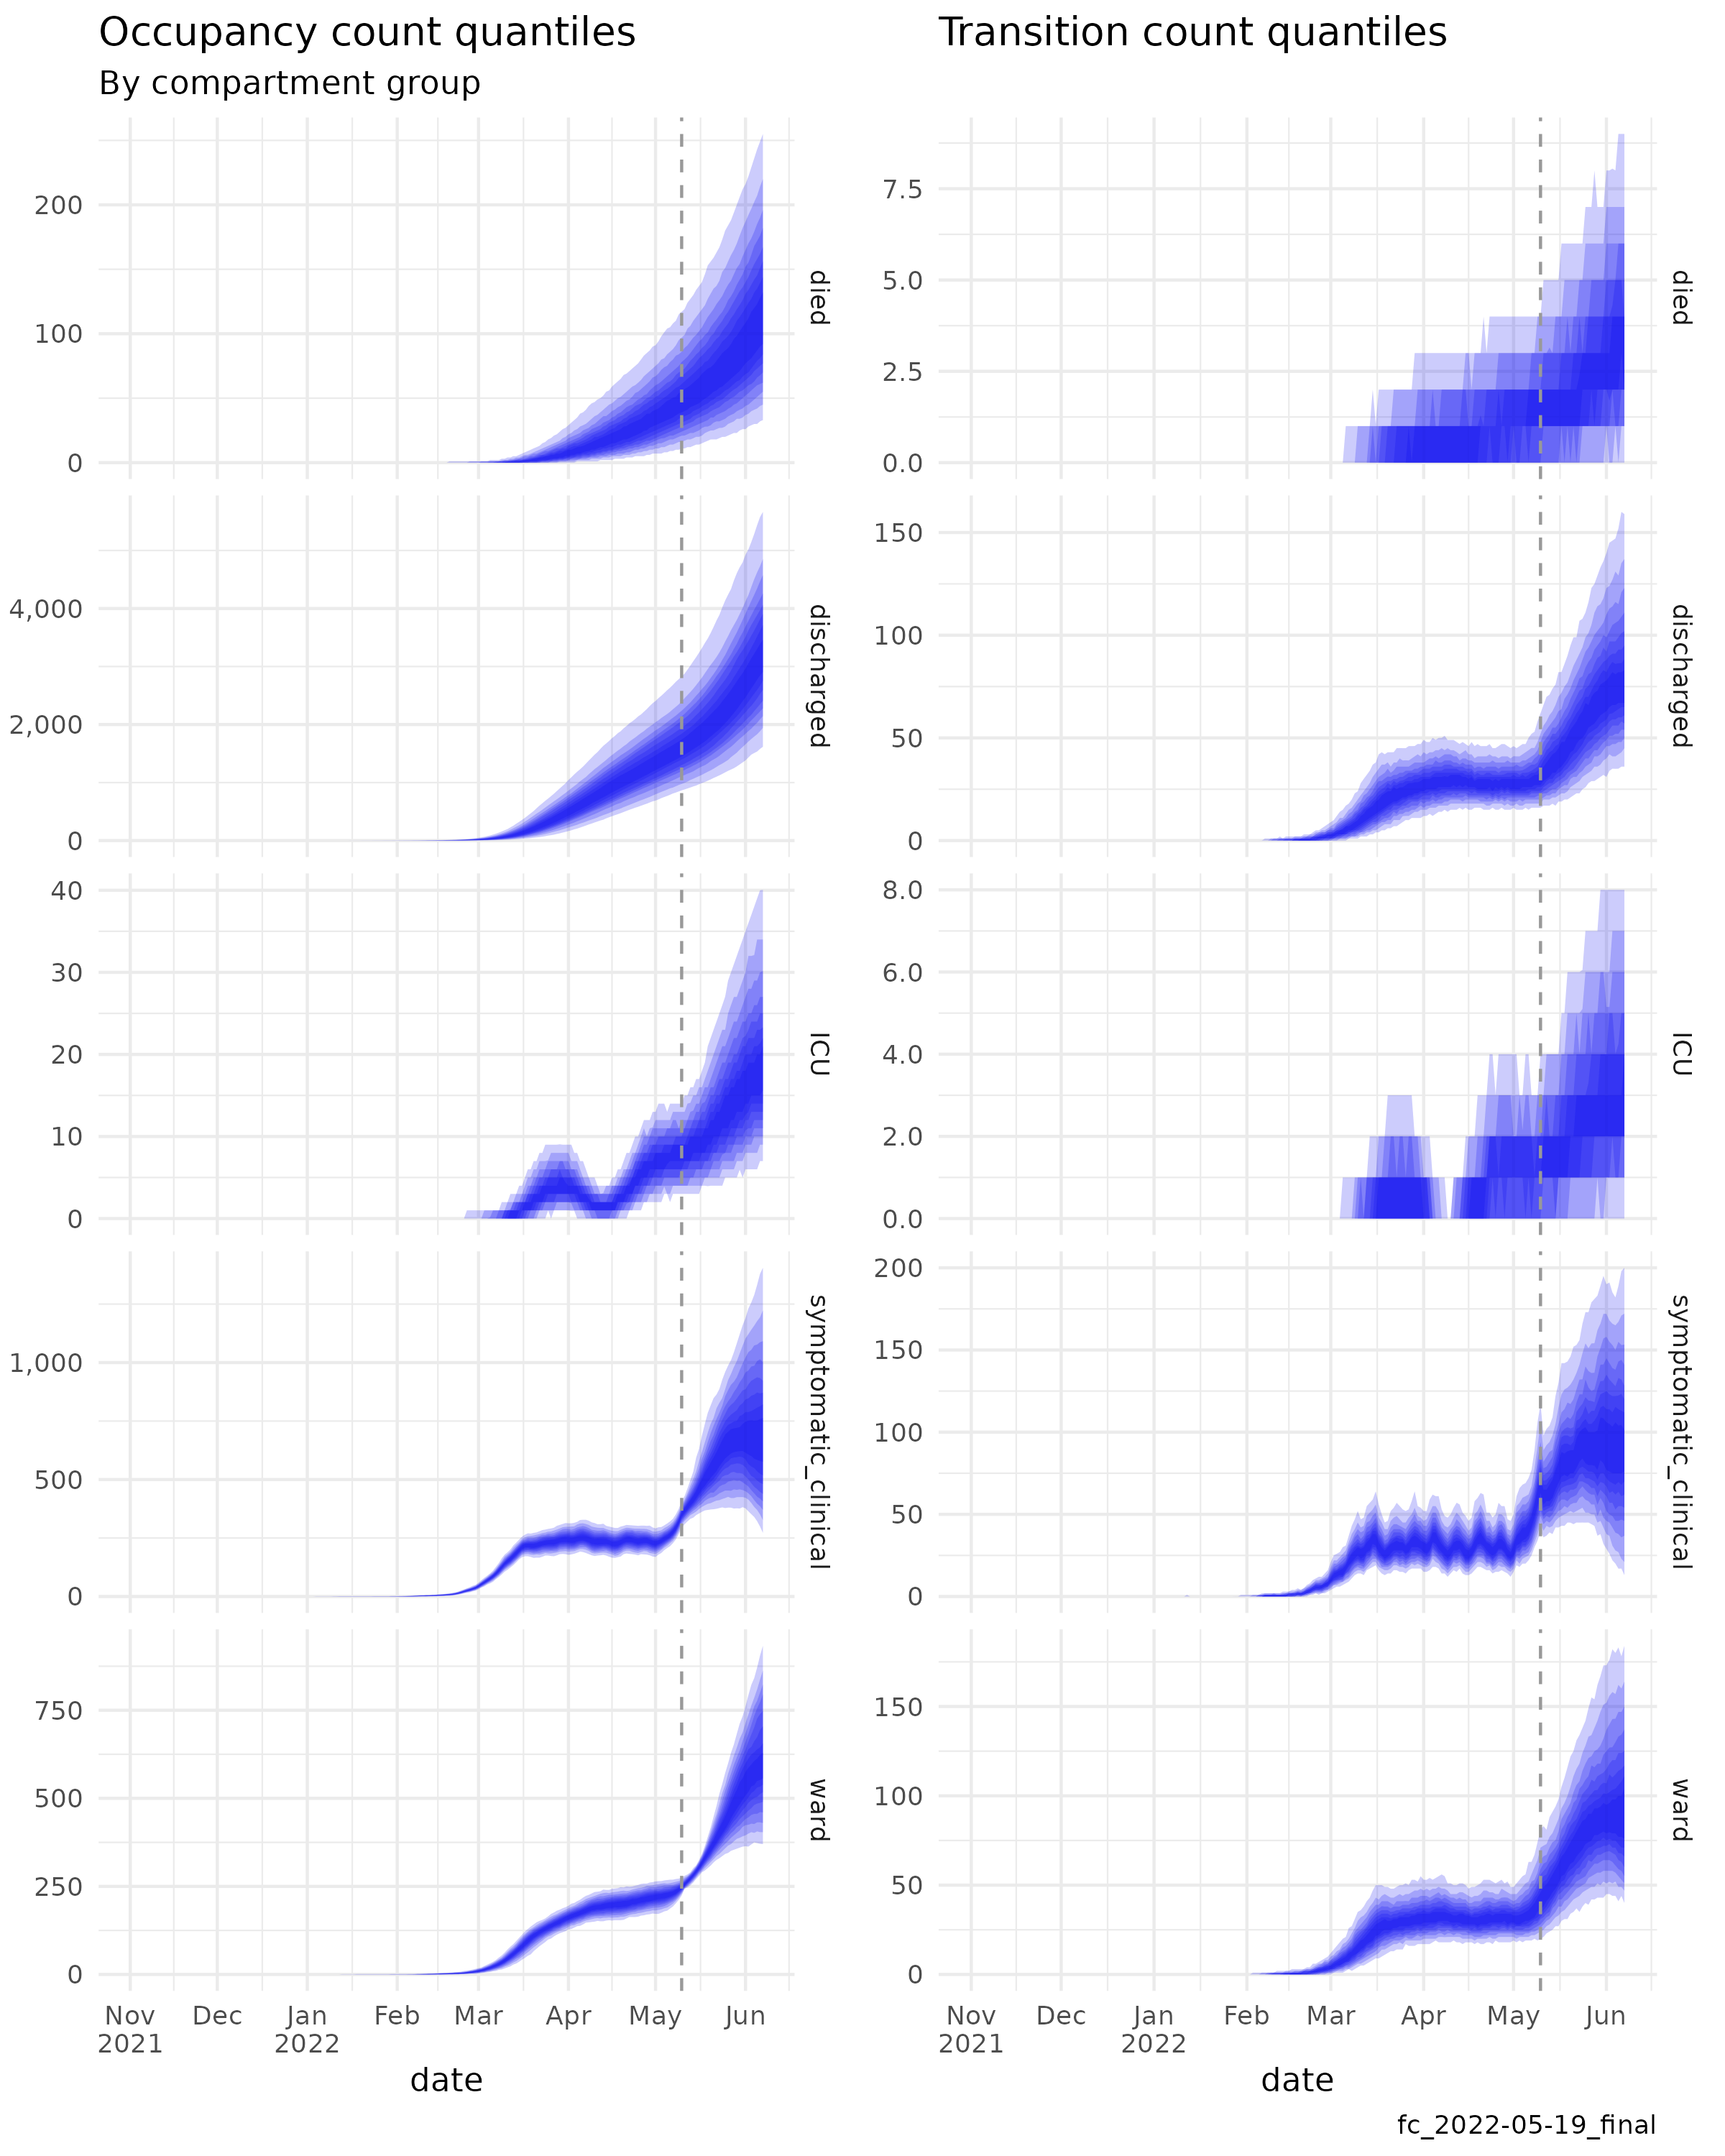 Occupancy count quantiles
By compartment group
Transition count quantiles
200
100
0
died
7.5
5.0
2.5
0.0
died
4,000
2,000
0
discharged
150
100
50
0
discharged
40
30
20
10
0
ICU
8.0
6.0
4.0
2.0
0.0
ICU
1,000
500
0
symptomatic_clinical
200
150
100
50
0
symptomatic_clinical
750
500
250
0
ward
150
100
50
0
ward
Nov Dec Jan Feb Mar Apr May Jun
2021 2022
date
Nov Dec Jan Feb Mar Apr May Jun
2021 2022
date
fc_2022-05-19_final